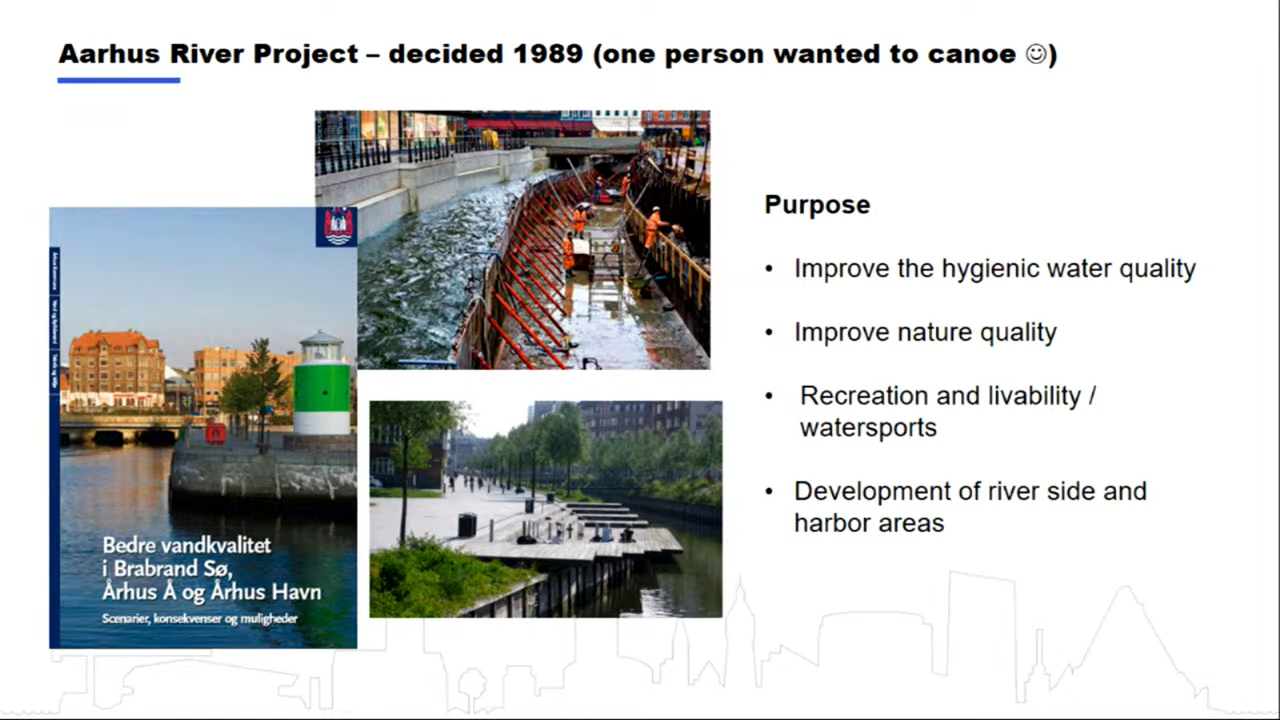 Aarhus River Project – decided 1989 (one person wanted to canoe ☺)
Bedre vandkvalitet
i Brabrand Sø,
Århus Å og Århus Havn
Scenarier, konsekvenser og muligheder
Purpose
• Improve the hygienic water quality
• Improve nature quality
• Recreation and livability /
watersports
• Development of river side and
harbor areas